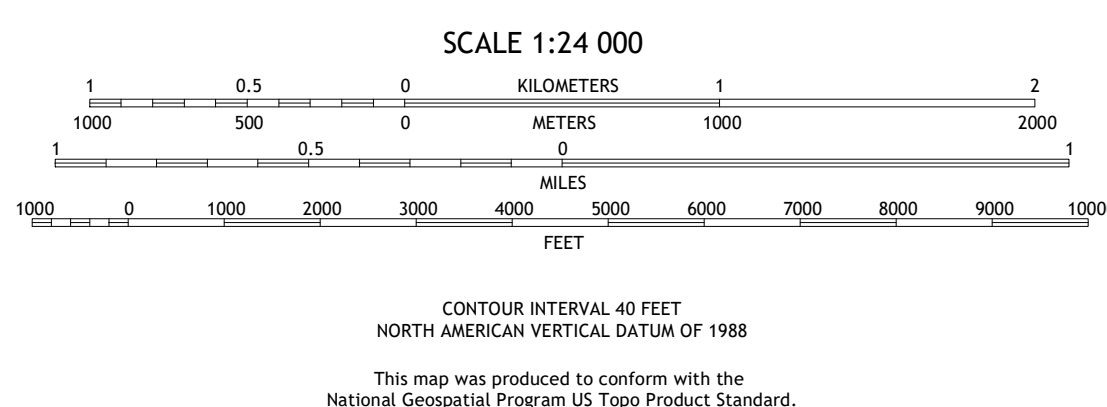 SCALE 1:24 000
1 0.5 0 KILOMETERS 1 2
1000 500 0 METERS 1000 2000
1 0.5 0 1
MILES
1000 0 1000 2000 3000 4000 5000 6000 7000 8000 9000 1000
FEET
CONTOUR INTERVAL 40 FEET
NORTH AMERICAN VERTICAL DATUM OF 1988
This map was produced to conform with the
National Geospatial Program US Topo Product Standard.